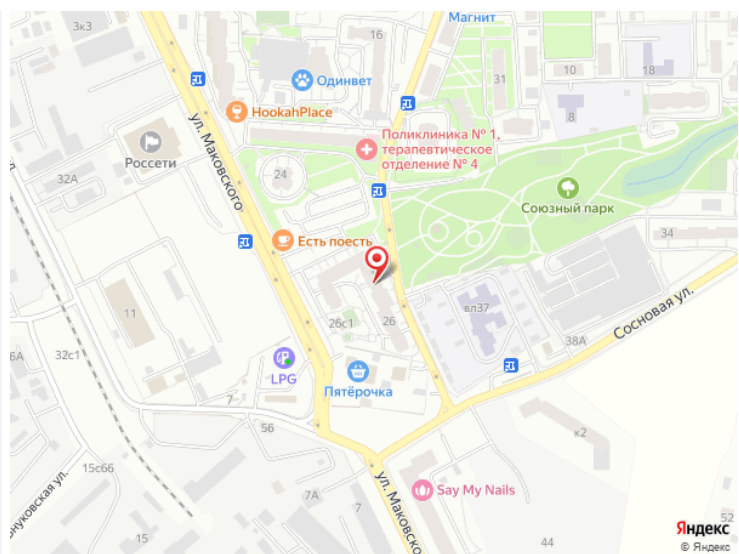 Магнит
3к3
16
31
10
18
Одинвет
HookahPlace
8
ул. Маковского
Поликлиника № 1,
терапевтическое
отделение № 4
Россети
32А
24
Союзный парк
34
Есть поесть
11
26с1
26
вл37
Сосновая ул.
38А
6А
32с1
LPG
Пятёрочка
7
56
к2
15с66
7А
7
ул. Маковского
Say My Nails
нуковская ул.
44
52
Яндекс
© Яндекс